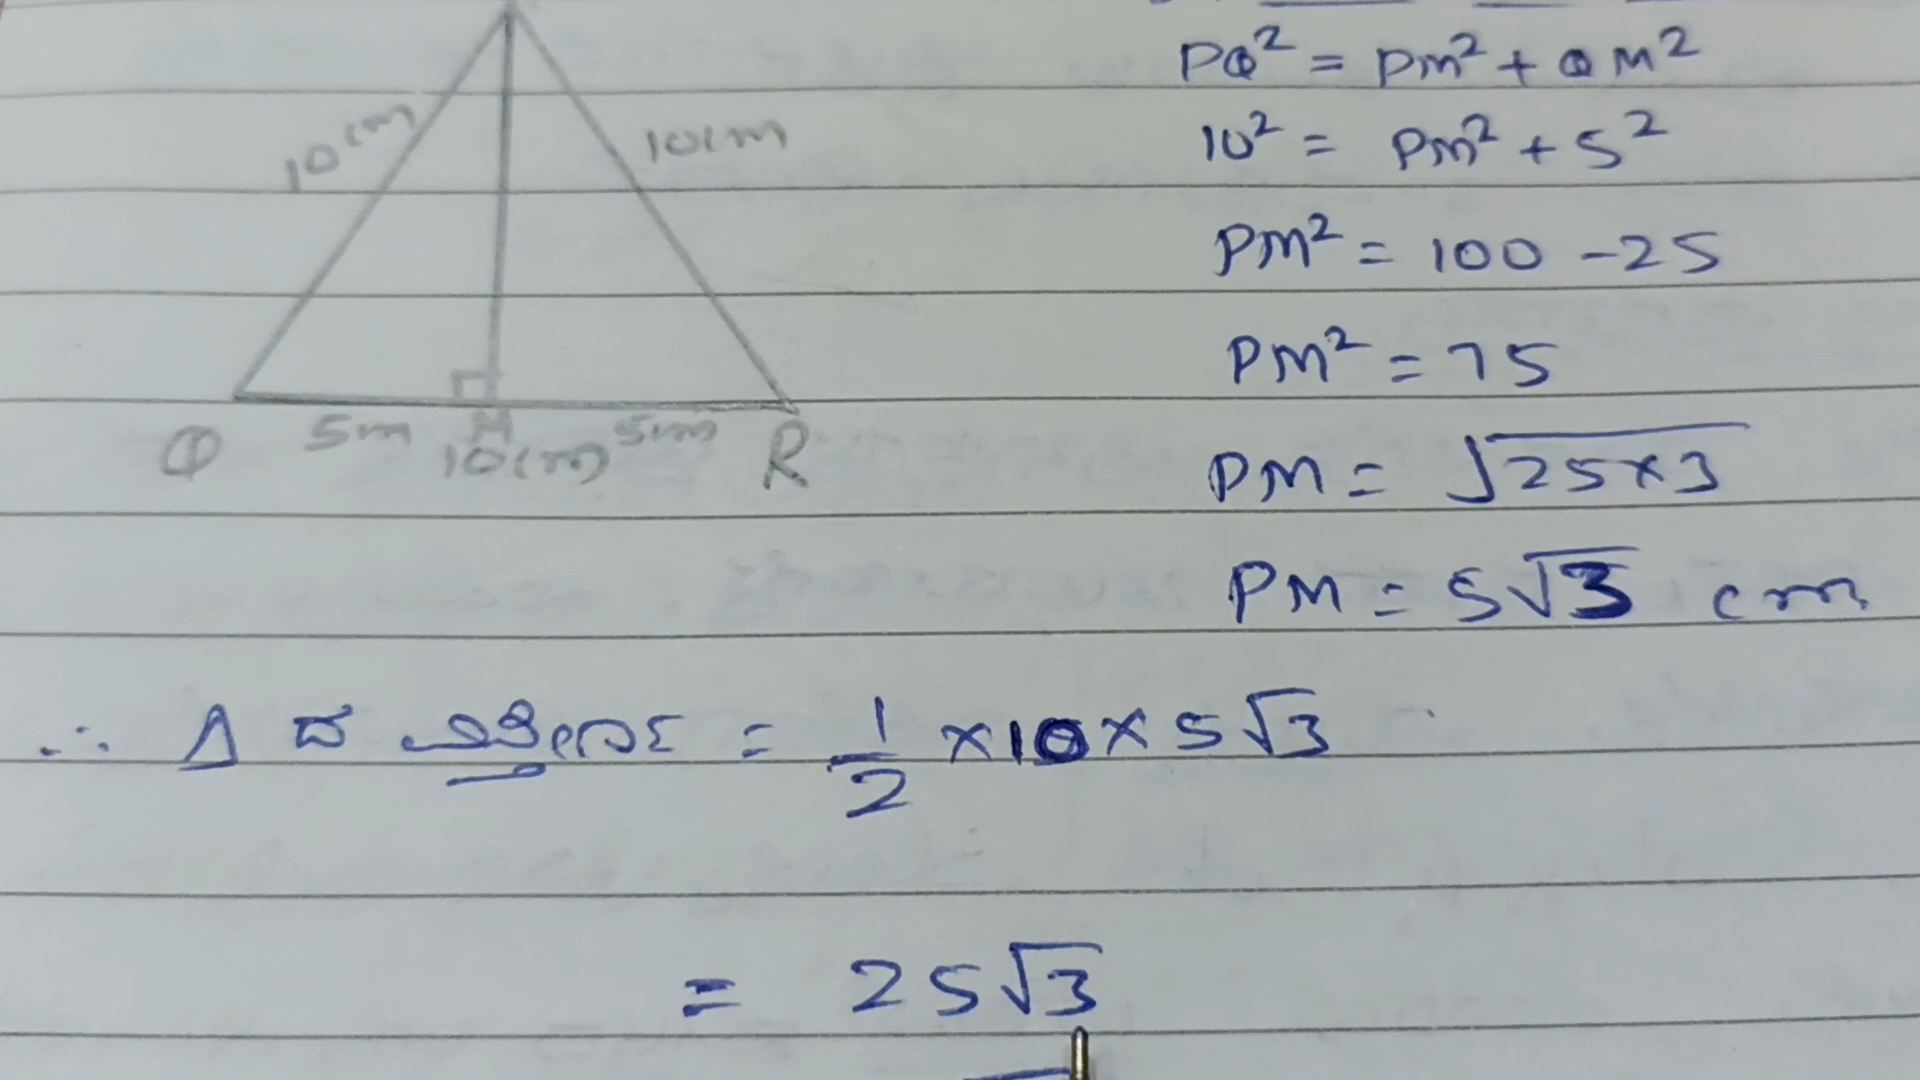 PQ² = PM² + QM²
10cm
10cm
10² = PM² + 5²
PM² = 100 - 25
PM² = 75
Q 5m M 5m R
10cm
PM = √25×3
PM = 5√3 cm
∴ Δ ದ ವಿಸ್ತೀರ್ಣ = 1/2 ×10×5√3
= 25√3